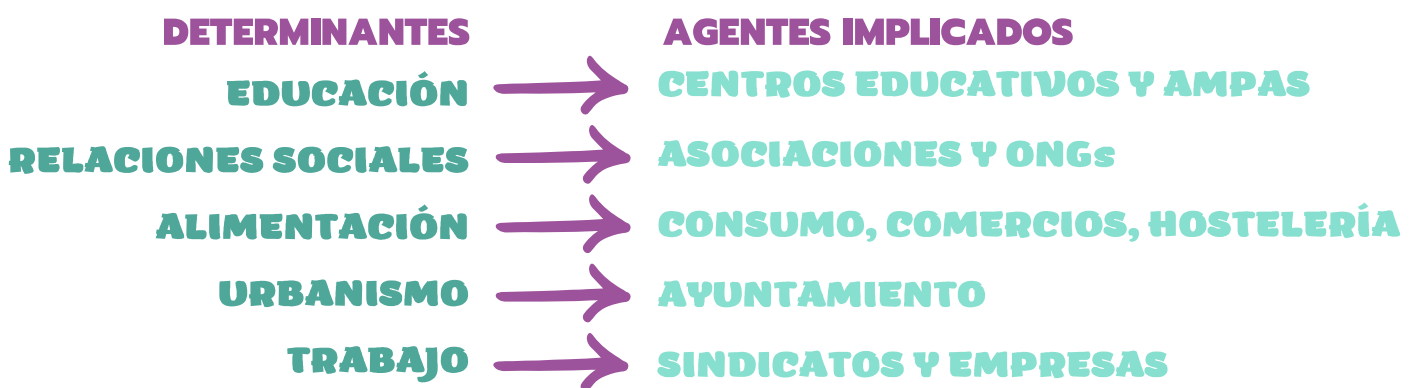 DETERMINANTES AGENTES IMPLICADOS
EDUCACIÓN CENTROS EDUCATIVOS Y AMPAS
RELACIONES SOCIALES ASOCIACIONES Y ONGs
ALIMENTACIÓN CONSUMO, COMERCIOS, HOSTELERÍA
URBANISMO AYUNTAMIENTO
TRABAJO SINDICATOS Y EMPRESAS